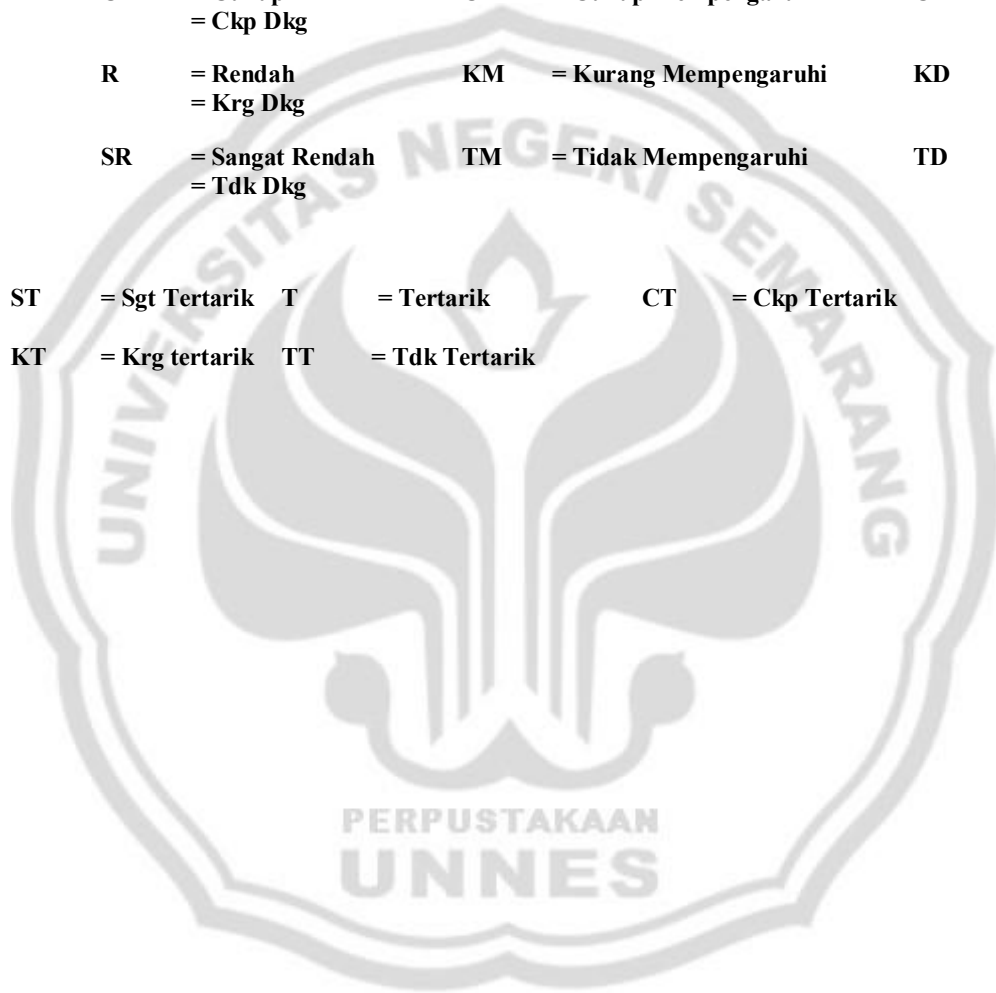 = Ckp Dkg
R = Rendah KM = Kurang Mempengaruhi KD
= Krg Dkg
SR = Sangat Rendah TM = Tidak Mempengaruhi TD
= Tdk Dkg
ST = Sgt Tertarik T = Tertarik CT = Ckp Tertarik
KT = Krg tertarik TT = Tdk Tertarik
UNIVERSITAS NEGERI SEMARANG
PERPUSTAKAAN
UNNES